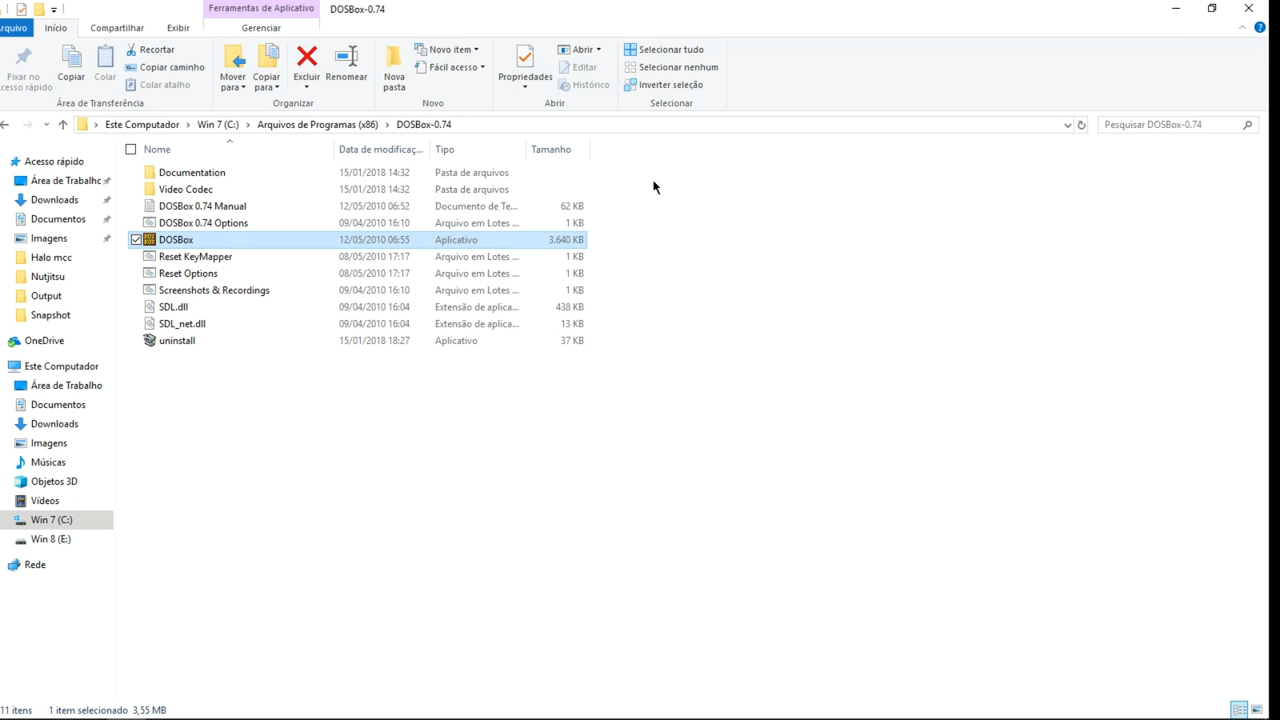 Ferramentas de Aplicativo DOSBox-0.74
rquivo Início Compartilhar Exibir Gerenciar
Fixar no
cesso rápido
Copiar
Colar
Recortar
Copiar caminho
Colar atalho
Área de Transferência
Mover
para
Copiar
para
Excluir
Renomear
Organizar
Nova
pasta
Novo item
Fácil acesso
Novo
Propriedades
Abrir
Editar
Histórico
Abrir
Selecionar tudo
Selecionar nenhum
Inverter seleção
Selecionar
Este Computador Win 7 (C:) Arquivos de Programas (x86) DOSBox-0.74 Pesquisar DOSBox-0.74
Acesso rápido
Área de Trabalhc
Downloads
Documentos
Imagens
Halo mcc
Nutjitsu
Output
Snapshot
OneDrive
Este Computador
Área de Trabalho
Documentos
Downloads
Imagens
Músicas
Objetos 3D
Vídeos
Win 7 (C:)
Win 8 (E:)
Rede
Nome Data de modificaç... Tipo Tamanho
Documentation 15/01/2018 14:32 Pasta de arquivos
Video Codec 15/01/2018 14:32 Pasta de arquivos
DOSBox 0.74 Manual 12/05/2010 06:52 Documento de Te... 62 KB
DOSBox 0.74 Options 09/04/2010 16:10 Arquivo em Lotes ... 1 KB
DOSBox 12/05/2010 06:55 Aplicativo 3.640 KB
Reset KeyMapper 08/05/2010 17:17 Arquivo em Lotes ... 1 KB
Reset Options 08/05/2010 17:17 Arquivo em Lotes ... 1 KB
Screenshots & Recordings 09/04/2010 16:10 Arquivo em Lotes ... 1 KB
SDL.dll 09/04/2010 16:04 Extensão de aplica... 438 KB
SDL_net.dll 09/04/2010 16:04 Extensão de aplica... 13 KB
uninstall 15/01/2018 18:27 Aplicativo 37 KB
11 itens 1 item selecionado 3,55 MB